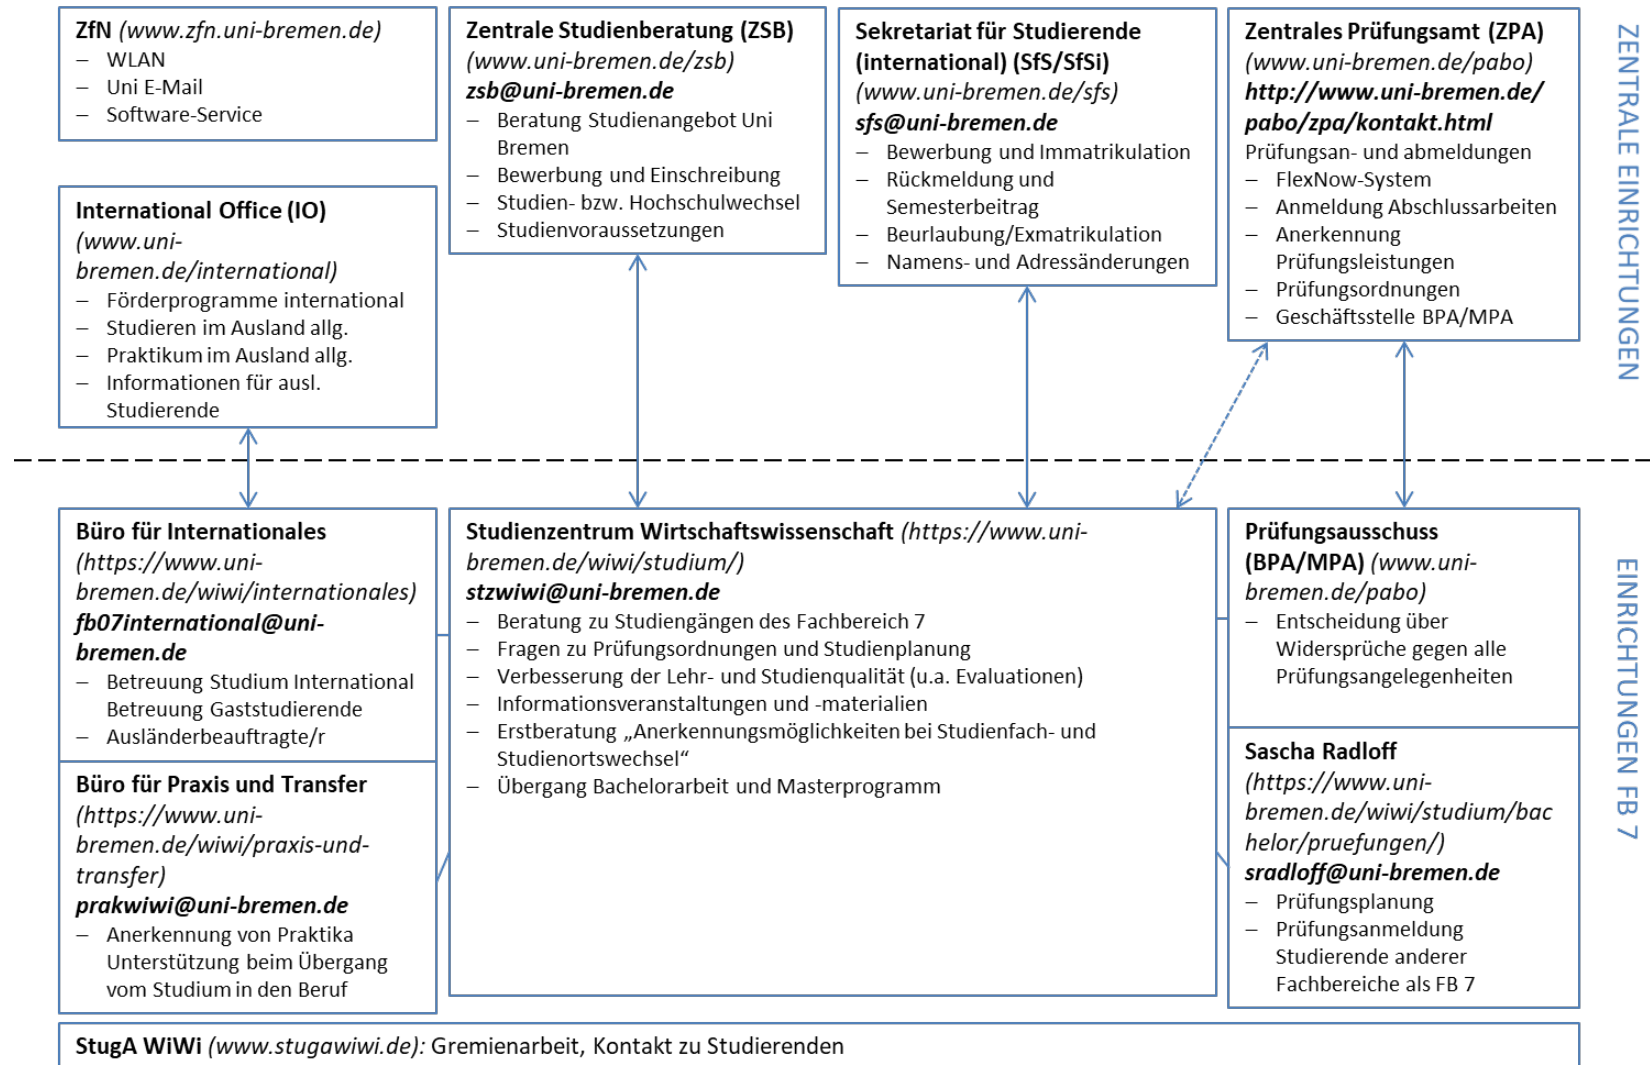 ZfN (www.zfn.uni-bremen.de)
– WLAN
– Uni E-Mail
– Software-Service
International Office (IO)
(www.uni-
bremen.de/international)
– Förderprogramme international
– Studieren im Ausland allg.
– Praktikum im Ausland allg.
– Informationen für ausl.
Studierende
Zentrale Studienberatung (ZSB)
(www.uni-bremen.de/zsb)
zsb@uni-bremen.de
– Beratung Studienangebot Uni
Bremen
– Bewerbung und Einschreibung
– Studien- bzw. Hochschulwechsel
– Studienvoraussetzungen
Sekretariat für Studierende
(international) (SfS/SfSi)
(www.uni-bremen.de/sfs)
sfs@uni-bremen.de
– Bewerbung und Immatrikulation
– Rückmeldung und
Semesterbeitrag
– Beurlaubung/Exmatrikulation
– Namens- und Adressänderungen
Zentrales Prüfungsamt (ZPA)
(www.uni-bremen.de/pabo)
http://www.uni-bremen.de/
pabo/zpa/kontakt.html
Prüfungsan- und abmeldungen
– FlexNow-System
– Anmeldung Abschlussarbeiten
– Anerkennung
Prüfungsleistungen
– Prüfungsordnungen
– Geschäftsstelle BPA/MPA
ZENTRALE EINRICHTUNGEN
Büro für Internationales
(https://www.uni-
bremen.de/wiwi/internationales)
fb07international@uni-
bremen.de
– Betreuung Studium International
Betreuung Gaststudierende
– Ausländerbeauftragte/r
Büro für Praxis und Transfer
(https://www.uni-
bremen.de/wiwi/praxis-und-
transfer)
prakwiwi@uni-bremen.de
– Anerkennung von Praktika
Unterstützung beim Übergang
vom Studium in den Beruf
Studienzentrum Wirtschaftswissenschaft (https://www.uni-
bremen.de/wiwi/studium/)
stzwiwi@uni-bremen.de
– Beratung zu Studiengängen des Fachbereich 7
– Fragen zu Prüfungsordnungen und Studienplanung
– Verbesserung der Lehr- und Studienqualität (u.a. Evaluationen)
– Informationsveranstaltungen und -materialien
– Erstberatung „Anerkennungsmöglichkeiten bei Studienfach- und
Studienortswechsel“
– Übergang Bachelorarbeit und Masterprogramm
Prüfungsausschuss
(BPA/MPA) (www.uni-
bremen.de/pabo)
– Entscheidung über
Widersprüche gegen alle
Prüfungsangelegenheiten
Sascha Radloff
(https://www.uni-
bremen.de/wiwi/studium/bac
helor/pruefungen/)
sradloff@uni-bremen.de
– Prüfungsplanung
– Prüfungsanmeldung
Studierende anderer
Fachbereiche als FB 7
EINRICHTUNGEN FB 7
StugA WiWi (www.stugawiwi.de): Gremienarbeit, Kontakt zu Studierenden